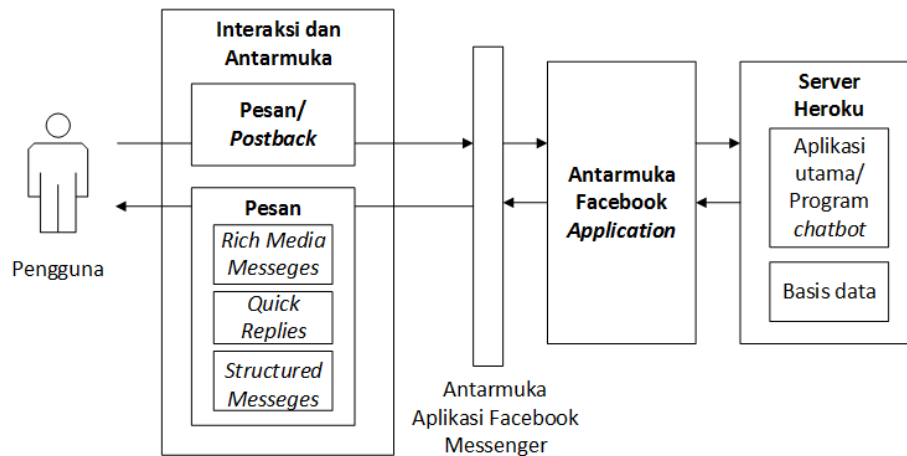 Interaksi dan
Antarmuka
Pesan/
Postback
Pesan
Rich Media
Messeges
Quick
Replies
Structured
Messeges
Pengguna
Antarmuka
Aplikasi Facebook
Messenger
Antarmuka
Facebook
Application
Server
Heroku
Aplikasi
utama/
Program
chatbot
Basis data